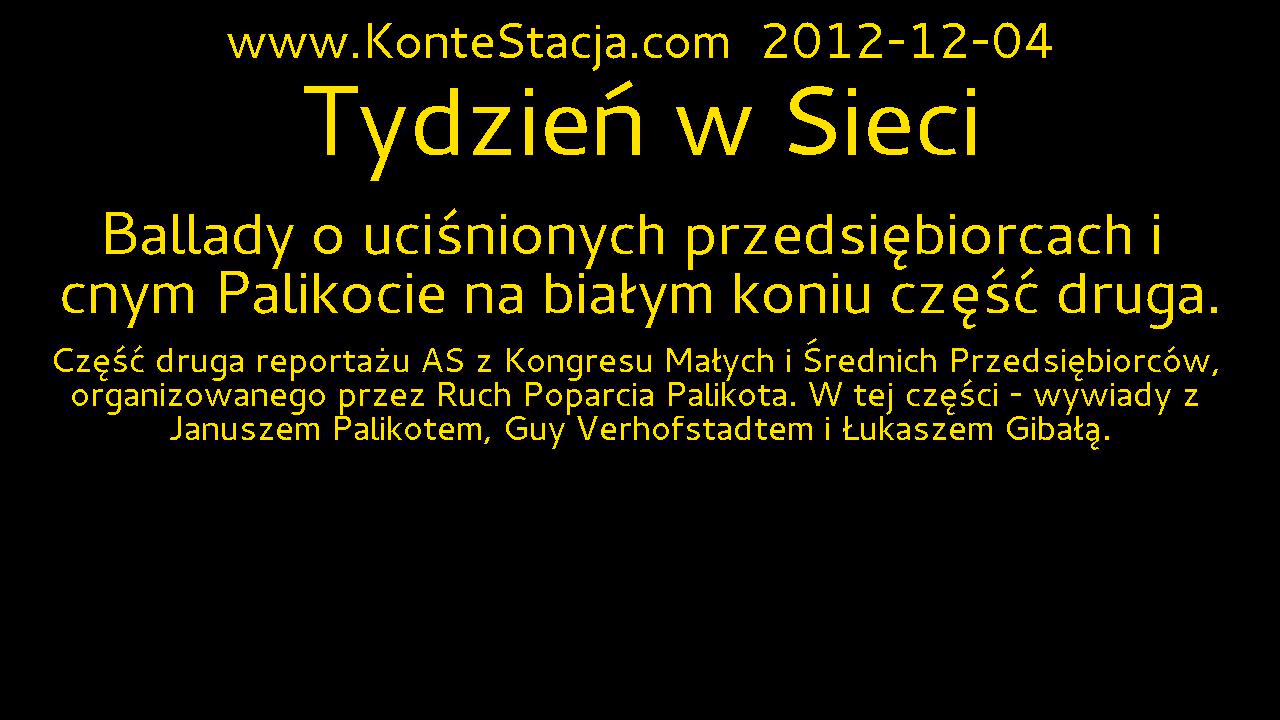 www.KonteStacja.com 2012-12-04
Tydzień w Sieci
Ballady o uciśnionych przedsiębiorcach i
cnym Palikocie na białym koniu część druga.
Część druga reportażu AS z Kongresu Małych i Średnich Przedsiębiorców,
organizowanego przez Ruch Poparcia Palikota. W tej części - wywiady z
Januszem Palikotem, Guy Verhofstadtem i Łukaszem Gibałą.